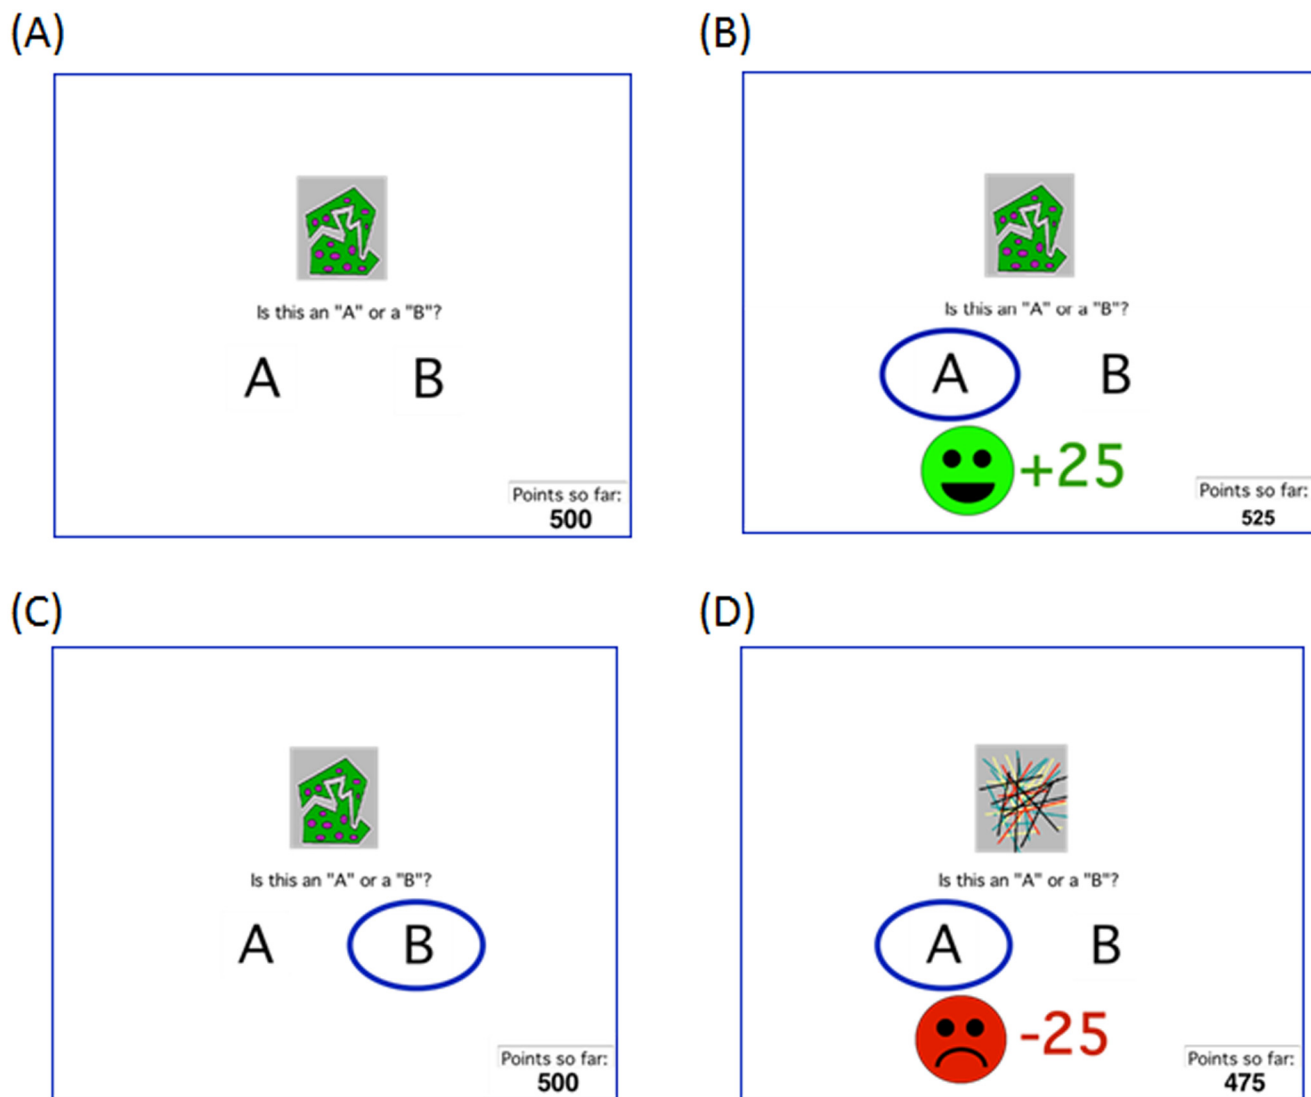 (A)
Is this an "A" or a "B"?
A B
Points so far:
500
(B)
Is this an "A" or a "B"?
A B
+25
Points so far:
525
(C)
Is this an "A" or a "B"?
A B
Points so far:
500
(D)
Is this an "A" or a "B"?
A B
-25
Points so far:
475